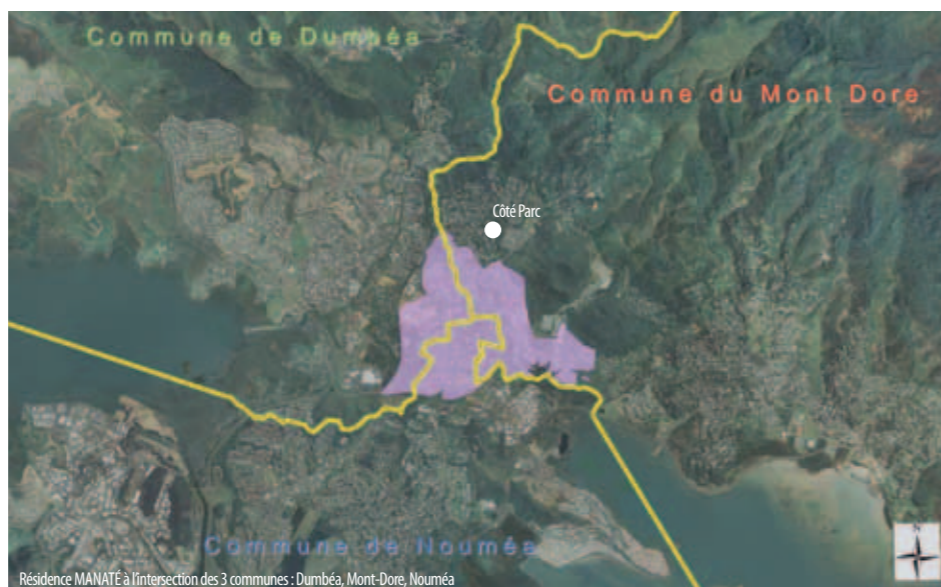 Commune de Dumbéa
Commune du Mont Dore
Côté Parc
Commune de Nouméa
N
Résidence MANATÉ à l'intersection des 3 communes : Dumbéa, Mont-Dore, Nouméa